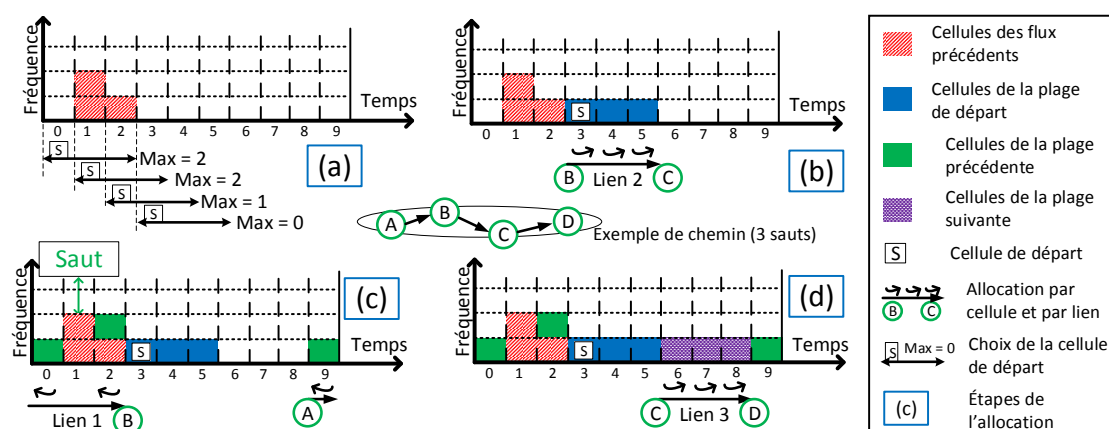 Fréquence
Temps
0 1 2 3 4 5 6 7 8 9
S Max = 2
S Max = 2
S Max = 1
S Max = 0
(a)
Fréquence
S
Temps
0 1 2 3 4 5 6 7 8 9
B Lien 2 C
(b)
A B C D
Exemple de chemin (3 sauts)
Saut
Fréquence
S
(c)
Temps
0 1 2 3 4 5 6 7 8 9
Lien 1 B A
Fréquence
S
(d)
Temps
0 1 2 3 4 5 6 7 8 9
C Lien 3 D
Cellules des flux
précédents
Cellules de la plage
de départ
Cellules de la plage
précédente
Cellules de la plage
suivante
S Cellule de départ
B C
Allocation par
cellule et par lien
S Max = 0
Choix de la cellule
de départ
(c)
Étapes de
l'allocation